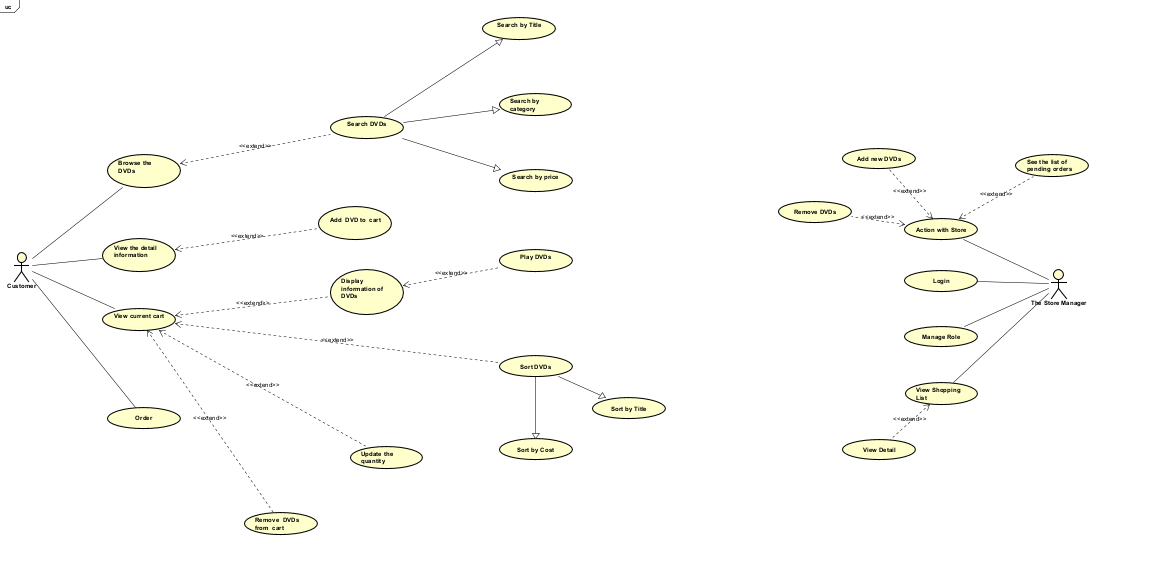 uc
Search by Title
Search by
category
Search DVDs
<<extend>>
Browse the
DVDs
Search by price
Add DVD to cart
<<extend>>
View the detail
information
Customer
Play DVDs
<<extend>>
Display
information of
DVDs
<<extend>>
View current cart
<<extend>>
Sort DVDs
<<extend>>
Sort by Title
<<extend>>
Order
Sort by Cost
Update the
quantity
Remove DVDs
from cart
Add new DVDs
See the list of
pending orders
<<extend>>
<<extend>>
Remove DVDs
<<extend>>
Action with Store
Login
The Store Manager
Manage Role
View Shopping
List
<<extend>>
View Detail